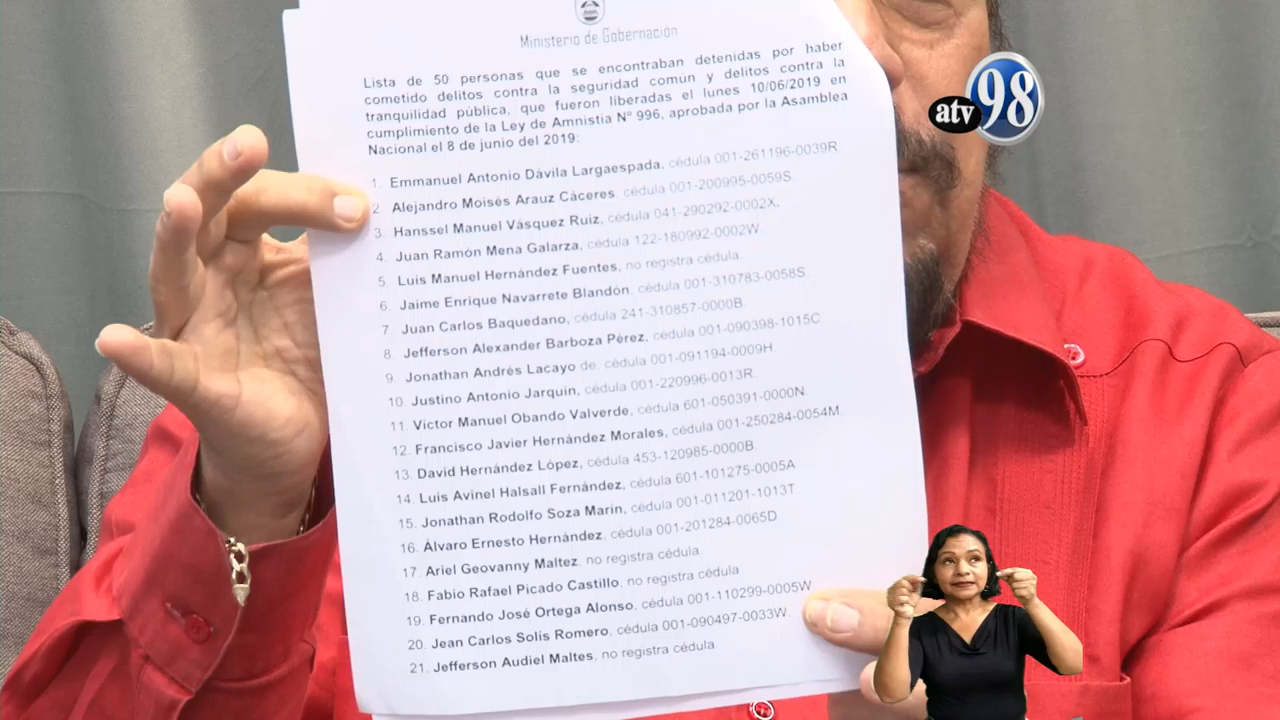 Ministerio de Gobernación
Lista de 50 personas que se encontraban detenidas por haber
cometido delitos contra la seguridad común y delitos contra la
tranquilidad pública, que fueron liberadas el lunes 10/06/2019 en
cumplimiento de la Ley de Amnistia Nº 996, aprobada por la Asamblea
Nacional el 8 de junio del 2019:
1. Emmanuel Antonio Dávila Largaespada, cédula 001-261196-0039R.
2. Alejandro Moisés Arauz Cáceres, cédula 001-200995-0059S.
3. Hanssel Manuel Vásquez Ruiz, cédula 041-290292-0002X.
4. Juan Ramón Mena Galarza, cédula 122-180992-0002W
5. Luis Manuel Hernández Fuentes, no registra cédula.
6. Jaime Enrique Navarrete Blandón, cédula 001-310783-0058S.
7. Juan Carlos Baquedano, cédula 241-310857-0000B.
8. Jefferson Alexander Barboza Pérez, cédula 001-090398-1015C
9. Jonathan Andrés Lacayo de. cédula 001-091194-0009H
10. Justino Antonio Jarquin, cédula 001-220996-0013R.
11. Victor Manuel Obando Valverde, cédula 601-050391-0000N.
12. Francisco Javier Hernández Morales, cédula 001-250284-0054M
13. David Hernández López, cédula 453-120985-0000B.
14. Luis Avinel Halsall Fernández, cédula 601-101275-0005A
15. Jonathan Rodolfo Soza Marin, cédula 001-011201-1013T
16. Álvaro Ernesto Hernández, cédula 001-201284-0065D
17. Ariel Geovanny Maltez. no registra cédula.
18. Fabio Rafael Picado Castillo, no registra cédula
19. Fernando José Ortega Alonso, cédula 001-110299-0005W
20. Jean Carlos Solis Romero, cédula 001-090497-0033W.
21. Jefferson Audiel Maltes, no registra cédula
atv 98